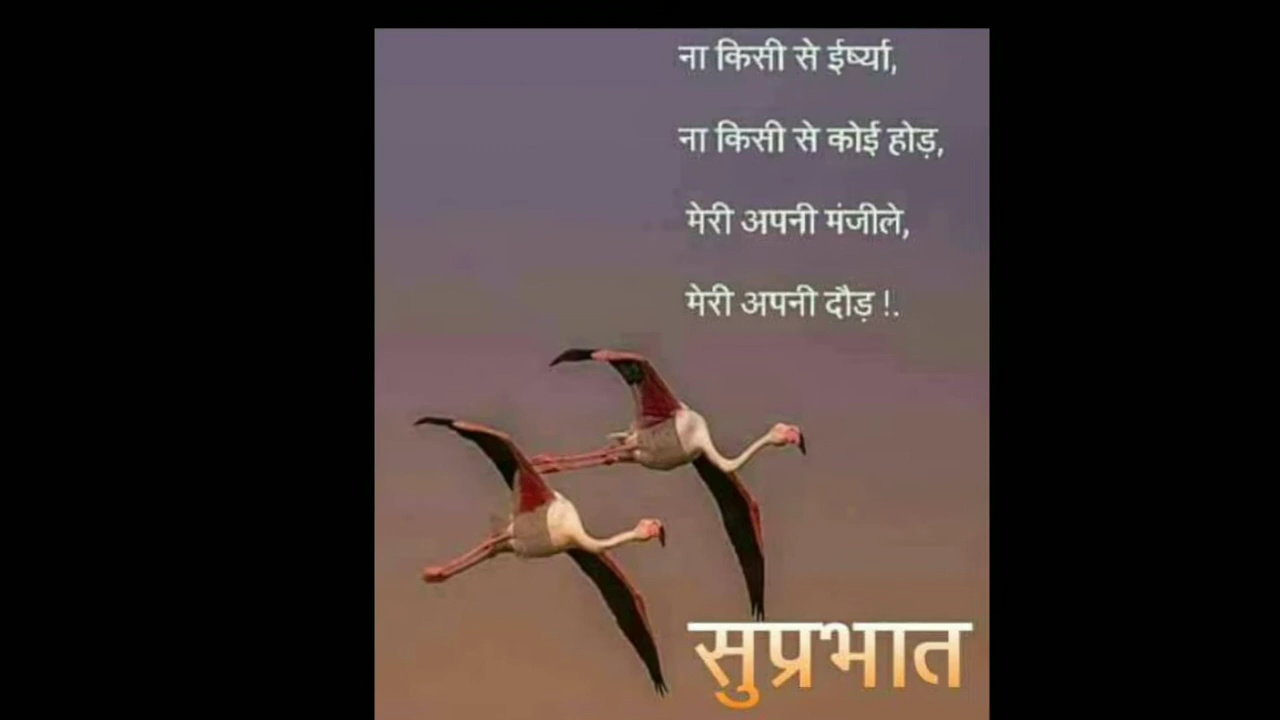 ना किसी से ईर्ष्या,
ना किसी से कोई होड़,
मेरी अपनी मंजीले,
मेरी अपनी दौड़ !.
सुप्रभात